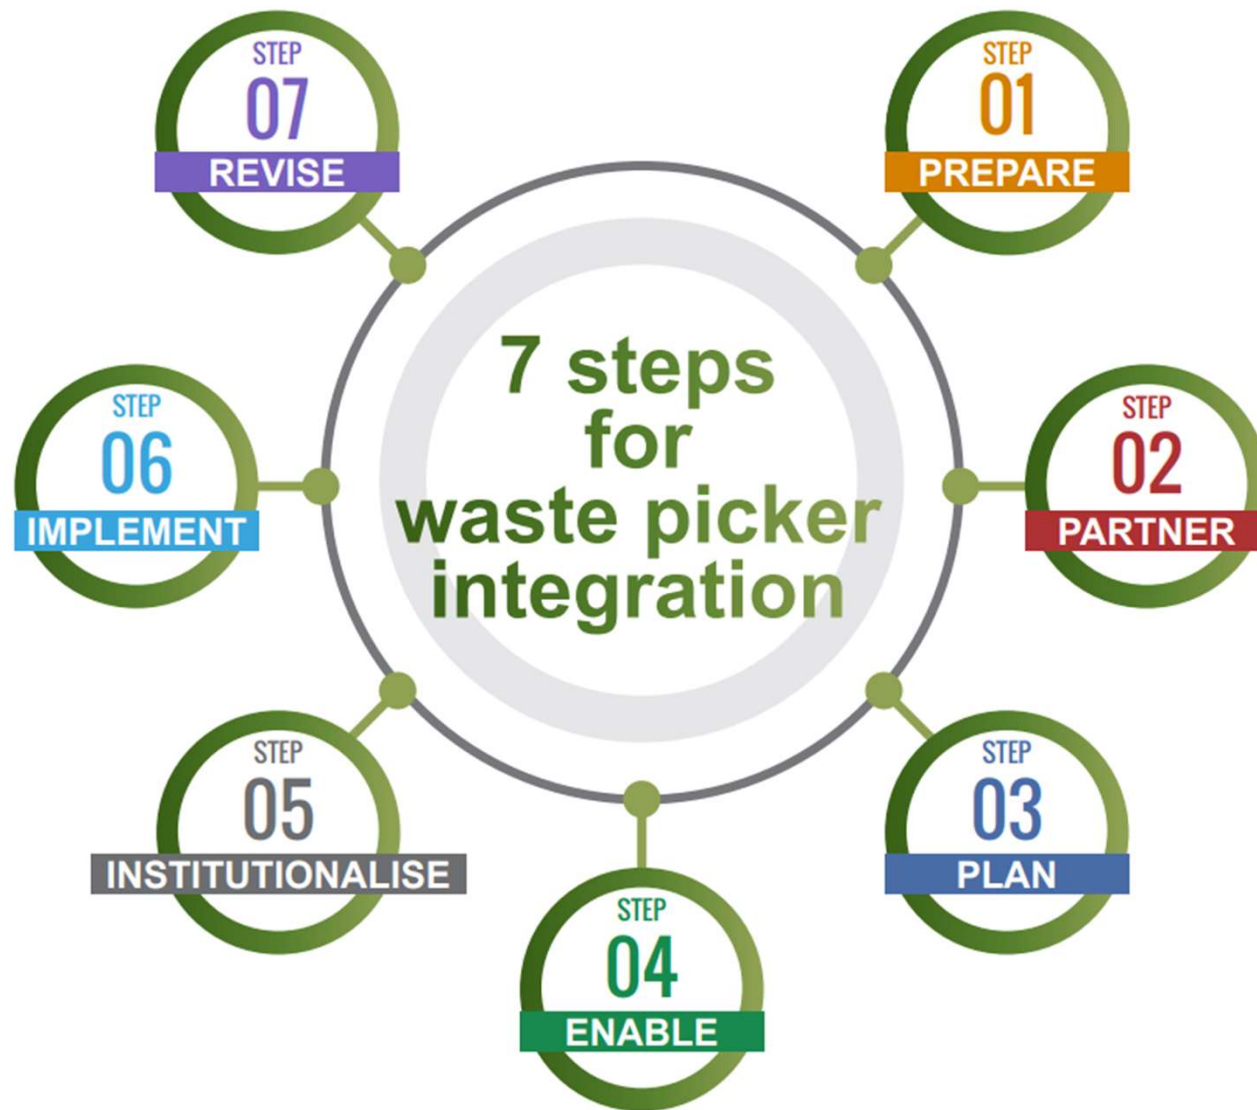 7 steps
for
waste picker
integration
STEP
01
PREPARE
STEP
02
PARTNER
STEP
03
PLAN
STEP
04
ENABLE
STEP
05
INSTITUTIONALISE
STEP
06
IMPLEMENT
STEP
07
REVISE